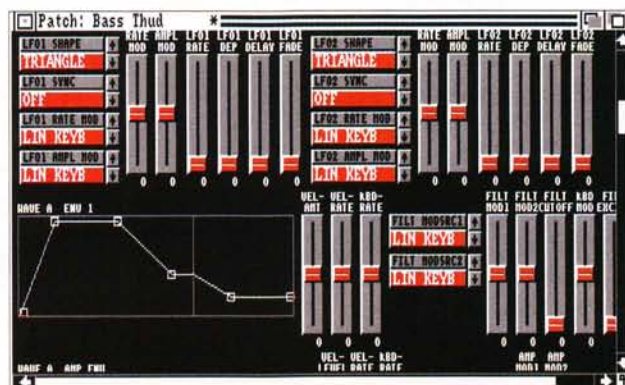 Patch: Bass Thud *
RATE MOD AMPL MOD LFO1 RATE LFO1 DEP LFO1 DELAY LFO1 FADE
LFO1 SHAPE
TRIANGLE
LFO1 SYNC
OFF
LFO1 RATE MOD
LIN KEYB
LFO1 AMPL MOD
LIN KEYB
0 0 0 0 0 0
RATE MOD AMPL MOD LFO2 RATE LFO2 DEP LFO2 DELAY LFO2 FADE
LFO2 SHAPE
TRIANGLE
LFO2 SYNC
OFF
LFO2 RATE MOD
LIN KEYB
LFO2 AMPL MOD
LIN KEYB
0 0 0 0 0 0
WAVE A ENV 1
VEL-AMT VEL-RATE KBD-RATE
0 0 0
FILT MODSRC1
LIN KEYB
FILT MODSRC2
LIN KEYB
FILT MOD1 FILT MOD2 FILT CUTOFF KBD MOD
0 0 0 0
WAVE A AMP ENV
VEL-LEVEL VEL-RATE KBD-RATE
AMP MOD1 AMP MOD2